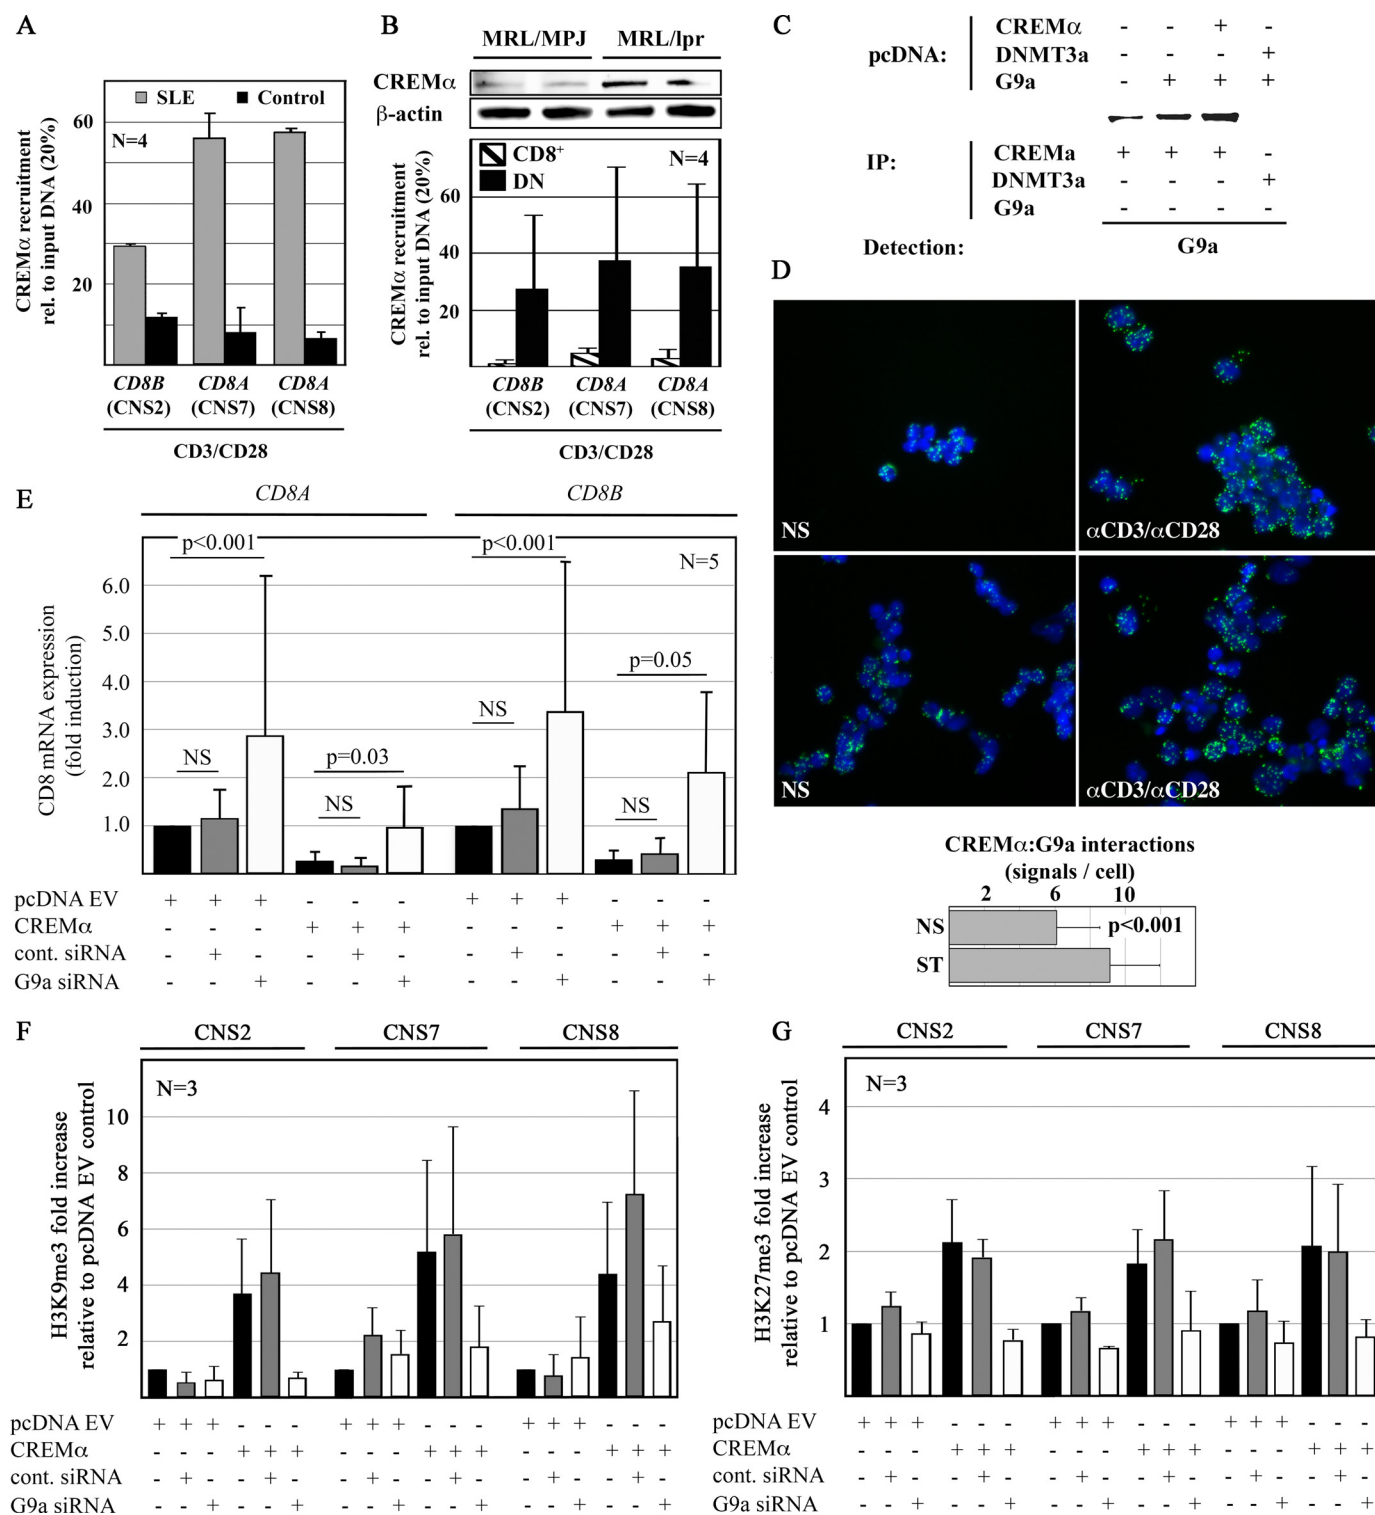 A
SLE Control
N=4
60
40
20
CREMα recruitment
rel. to input DNA (20%)
CD8B CD8A CD8A
(CNS2) (CNS7) (CNS8)
CD3/CD28
B
MRL/MPJ MRL/lpr
CREMα
β-actin
CD8+
DN
N=4
60
40
20
CREMα recruitment
rel. to input DNA (20%)
CD8B CD8A CD8A
(CNS2) (CNS7) (CNS8)
CD3/CD28
C
pcDNA:
CREMα - - + -
DNMT3a - - - +
G9a - + + +
IP:
CREMa + + + -
DNMT3a - - - +
G9a - - - -
Detection: G9a
D
NS
αCD3/αCD28
NS
αCD3/αCD28
CREMα:G9a interactions
(signals / cell)
2 6 10
NS p<0.001
ST
E
CD8A CD8B
p<0.001 p<0.001
N=5
6.0
5.0
4.0
3.0
2.0
1.0
CD8 mRNA expression
(fold induction)
NS
p=0.03
NS
NS
p=0.05
NS
pcDNA EV + + + - - - + + + - - -
CREMα - - - + + + - - - + + +
cont. siRNA - + - - + - - + - - + -
G9a siRNA - - + - - + - - + - - +
F
CNS2 CNS7 CNS8
N=3
10
8
6
4
2
H3K9me3 fold increase
relative to pcDNA EV control
pcDNA EV + + + - - - + + + - - - + + + - - -
CREMα - - - + + + - - - + + + - - - + + +
cont. siRNA - + - - + - - + - - + - - + - - + -
G9a siRNA - - + - - + - - + - - + - - + - - +
G
CNS2 CNS7 CNS8
N=3
4
3
2
1
H3K27me3 fold increase
relative to pcDNA EV control
pcDNA EV + + + - - - + + + - - - + + + - - -
CREMα - - - + + + - - - + + + - - - + + +
cont. siRNA - + - - + - - + - - + - - + - - + -
G9a siRNA - - + - - + - - + - - + - - + - - +